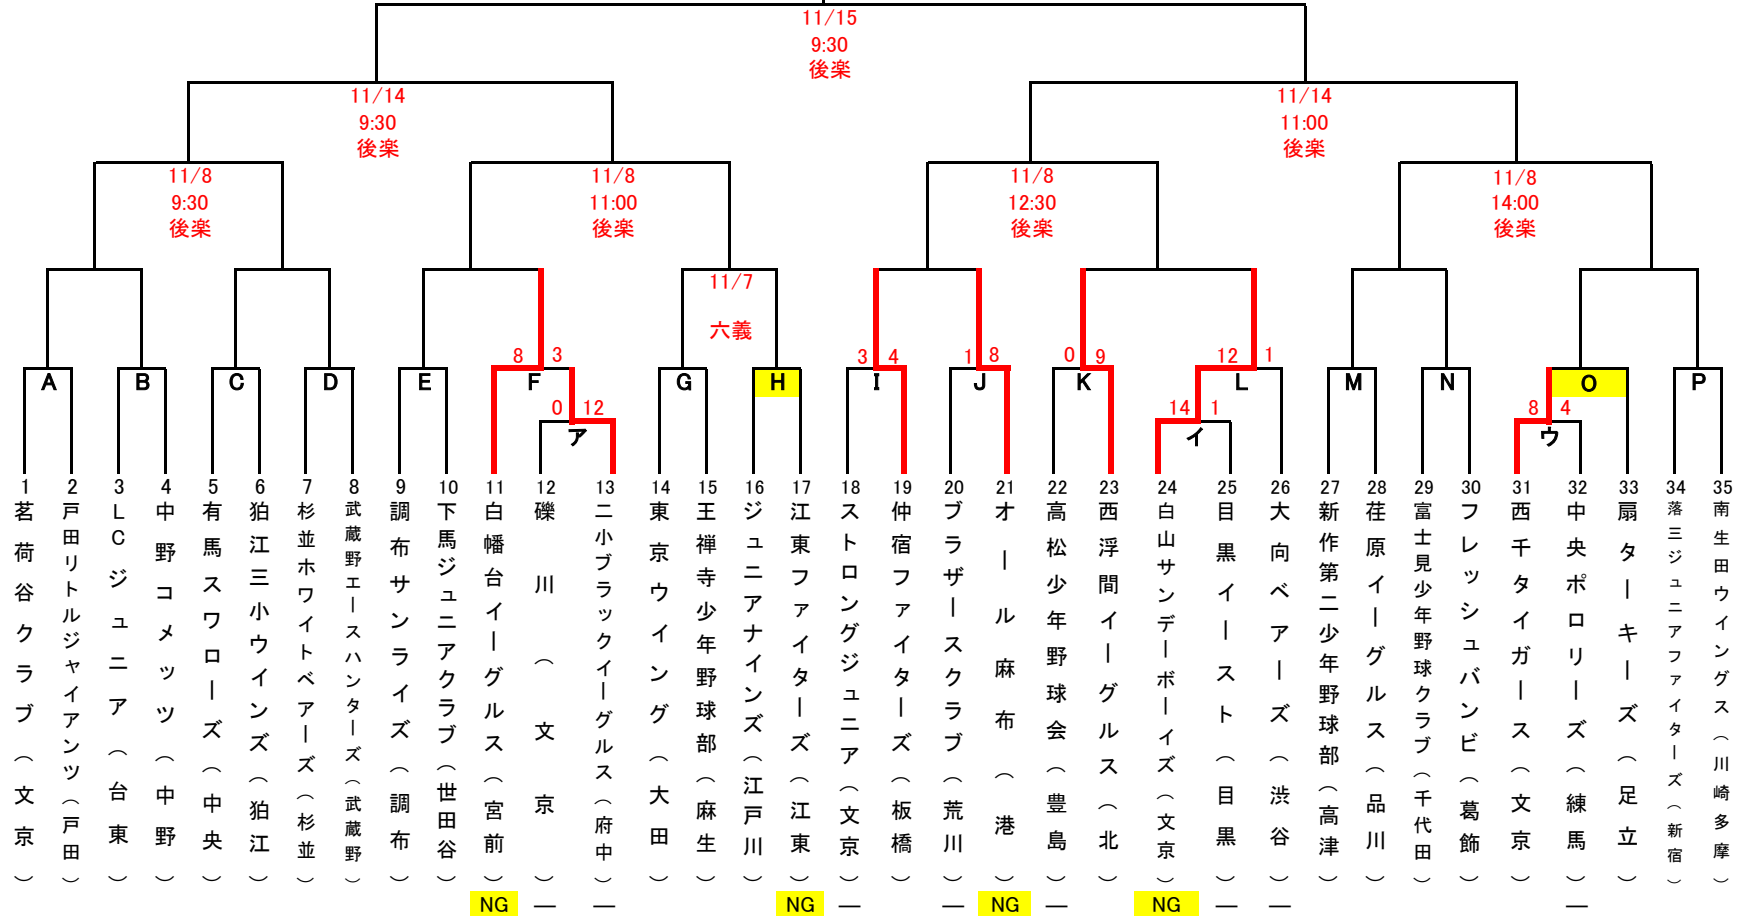 11/15
9:30
後楽
11/14
9:30
後楽
11/14
11:00
後楽
11/8
9:30
後楽
11/8
11:00
後楽
11/8
12:30
後楽
11/8
14:00
後楽
11/7
六義
8 3
3 4
1 8
0 9
12 1
A B C D E F G H I J K L M N O P
0 12
14 1
8 4
ア イ ウ
1 2 3 4 5 6 7 8 9 10 11 12 13 14 15 16 17 18 19 20 21 22 23 24 25 26 27 28 29 30 31 32 33 34 35
茗荷谷クラブ（文京）
戸田リトルジャイアンツ（戸田）
LCジュニア（台東）
中野コメッツ（中野）
有馬スワローズ（中央）
狛江三小ウインズ（狛江）
杉並ホワイトベアーズ（杉並）
武蔵野エースハンターズ（武蔵野）
調布サンライズ（調布）
下馬ジュニアクラブ（世田谷）
白幡台イーグルス（宮前）
礫川（文京）
二小ブラックイーグルス（府中）
東京ウイング（大田）
王禅寺少年野球部（麻生）
ジュニアナインズ（江戸川）
江東ファイターズ（江東）
ストロングジュニア（文京）
仲宿ファイターズ（板橋）
ブラザースクラブ（荒川）
オール麻布（港）
高松少年野球会（豊島）
西浮間イーグルス（北）
白山サンデーボーイズ（文京）
目黒イースト（目黒）
大向ベアーズ（渋谷）
新作第二少年野球部（高津）
荏原イーグルス（品川）
富士見少年野球クラブ（千代田）
フレッシュバンビ（葛飾）
西千タイガース（文京）
中央ポロリーズ（練馬）
扇ターキーズ（足立）
落三ジュニアファイターズ（新宿）
南生田ウイングス（川崎多摩）
NG ― ― NG ― ― NG ― NG ― ― ―